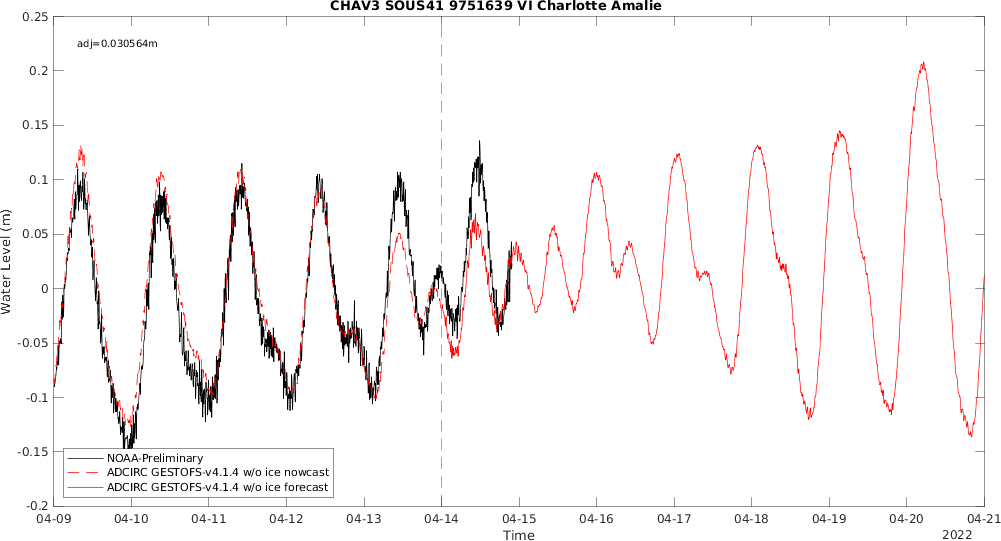 CHAV3 SOUS41 9751639 VI Charlotte Amalie
adj=0.030564m
0.25
0.2
0.15
0.1
0.05
0
-0.05
-0.1
-0.15
-0.2
Water Level (m)
NOAA-Preliminary
ADCIRC GESTOFS-v4.1.4 w/o ice nowcast
ADCIRC GESTOFS-v4.1.4 w/o ice forecast
04-09 04-10 04-11 04-12 04-13 04-14 04-15 04-16 04-17 04-18 04-19 04-20 04-21
Time
2022